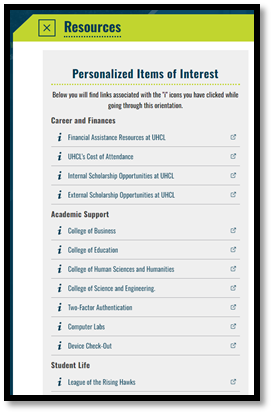 Resources
Personalized Items of Interest
Below you will find links associated with the "i" icons you have clicked while
going through this orientation.
Career and Finances
i Financial Assistance Resources at UHCL
i UHCL's Cost of Attendance
i Internal Scholarship Opportunities at UHCL
i External Scholarship Opportunities at UHCL
Academic Support
i College of Business
i College of Education
i College of Human Sciences and Humanities
i College of Science and Engineering.
i Two-Factor Authentication
i Computer Labs
i Device Check-Out
Student Life
i League of the Rising Hawks